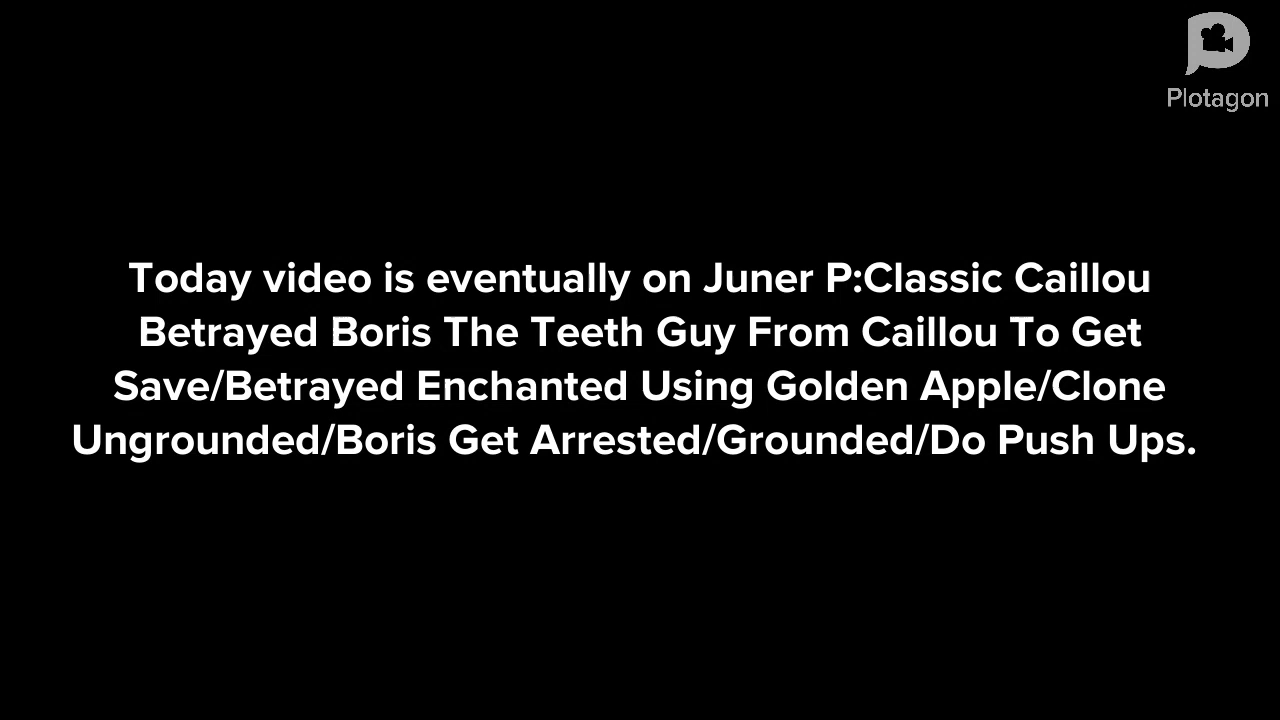 Plotagon
Today video is eventually on Juner P:Classic Caillou
Betrayed Boris The Teeth Guy From Caillou To Get
Save/Betrayed Enchanted Using Golden Apple/Clone
Ungrounded/Boris Get Arrested/Grounded/Do Push Ups.